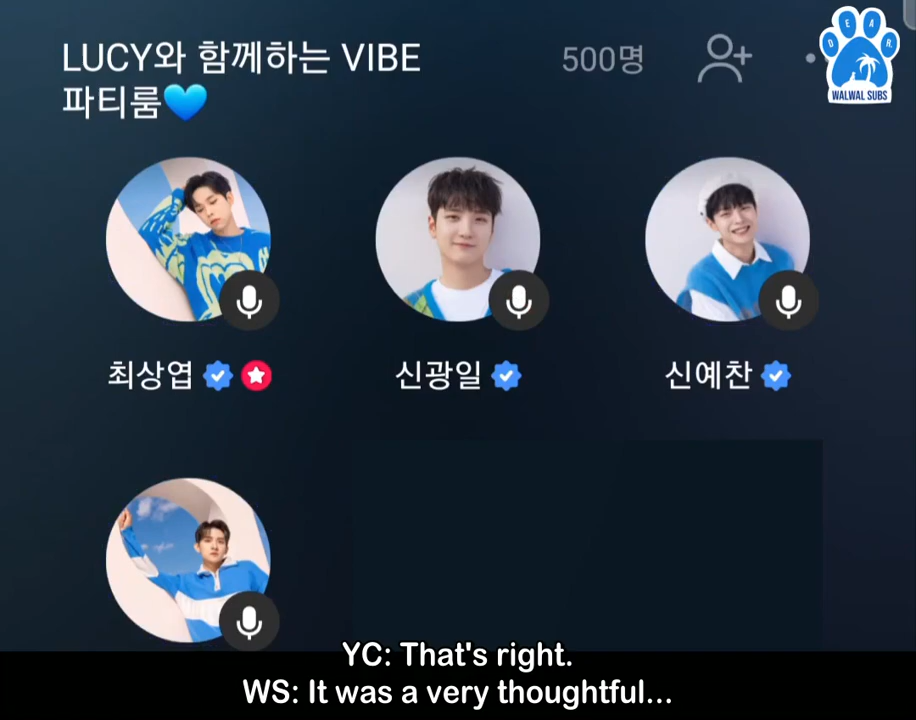 LUCY와 함께하는 VIBE
파티룸💙
500명
DEAR.
WALWAL SUBS
최상엽
신광일
신예찬
YC: That's right.
WS: It was a very thoughtful...